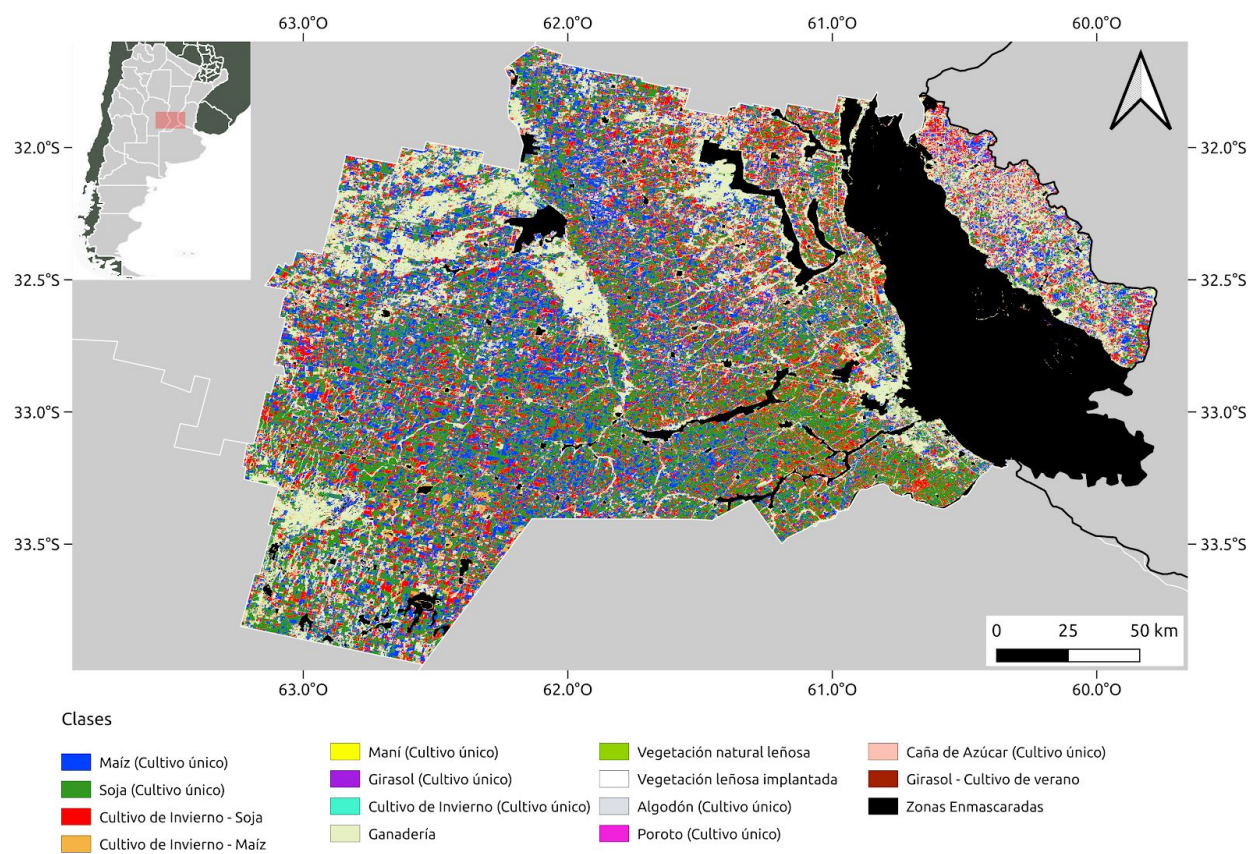 63.0°O 62.0°O 61.0°O 60.0°O
32.0°S 32.0°S
32.5°S 32.5°S
33.0°S 33.0°S
33.5°S 33.5°S
0 25 50 km
63.0°O 62.0°O 61.0°O 60.0°O
Clases
Maíz (Cultivo único)
Soja (Cultivo único)
Cultivo de Invierno - Soja
Cultivo de Invierno - Maíz
Maní (Cultivo único)
Girasol (Cultivo único)
Cultivo de Invierno (Cultivo único)
Ganadería
Vegetación natural leñosa
Vegetación leñosa implantada
Algodón (Cultivo único)
Poroto (Cultivo único)
Caña de Azúcar (Cultivo único)
Girasol - Cultivo de verano
Zonas Enmascaradas